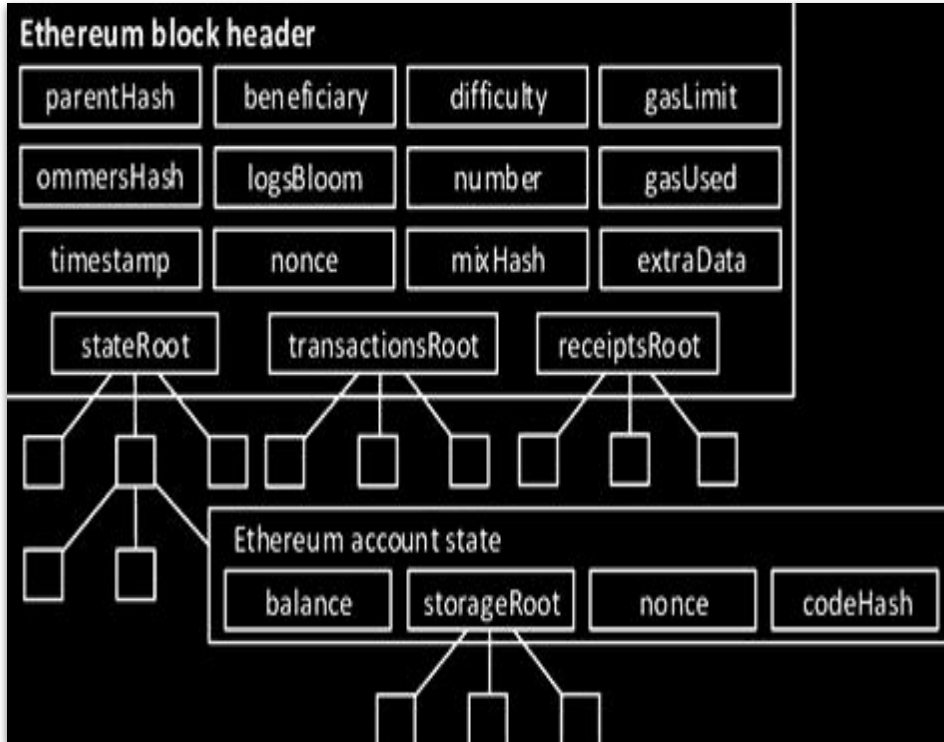 Ethereum block header
parentHash beneficiary difficulty gasLimit
ommersHash logsBloom number gasUsed
timestamp nonce mixHash extraData
stateRoot transactionsRoot receiptsRoot
Ethereum account state
balance storageRoot nonce codeHash